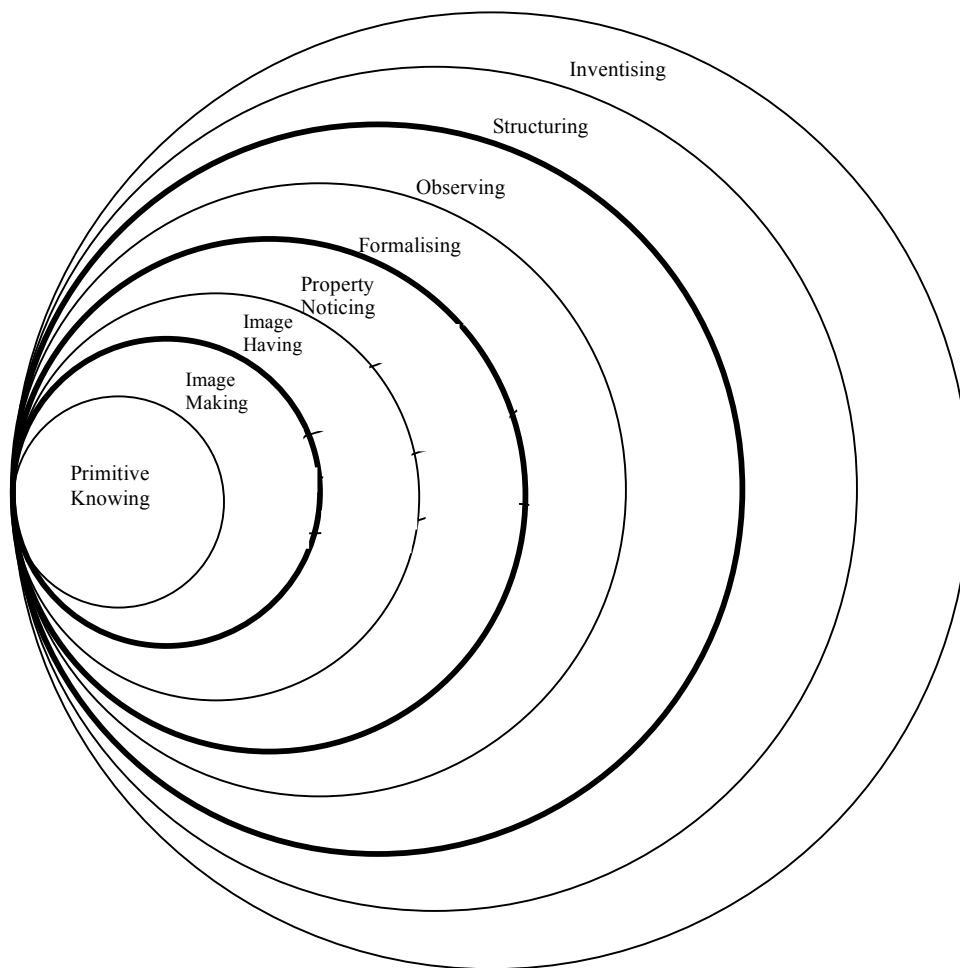 Inventising
Structuring
Observing
Formalising
Property
Noticing
Image
Having
Image
Making
Primitive
Knowing